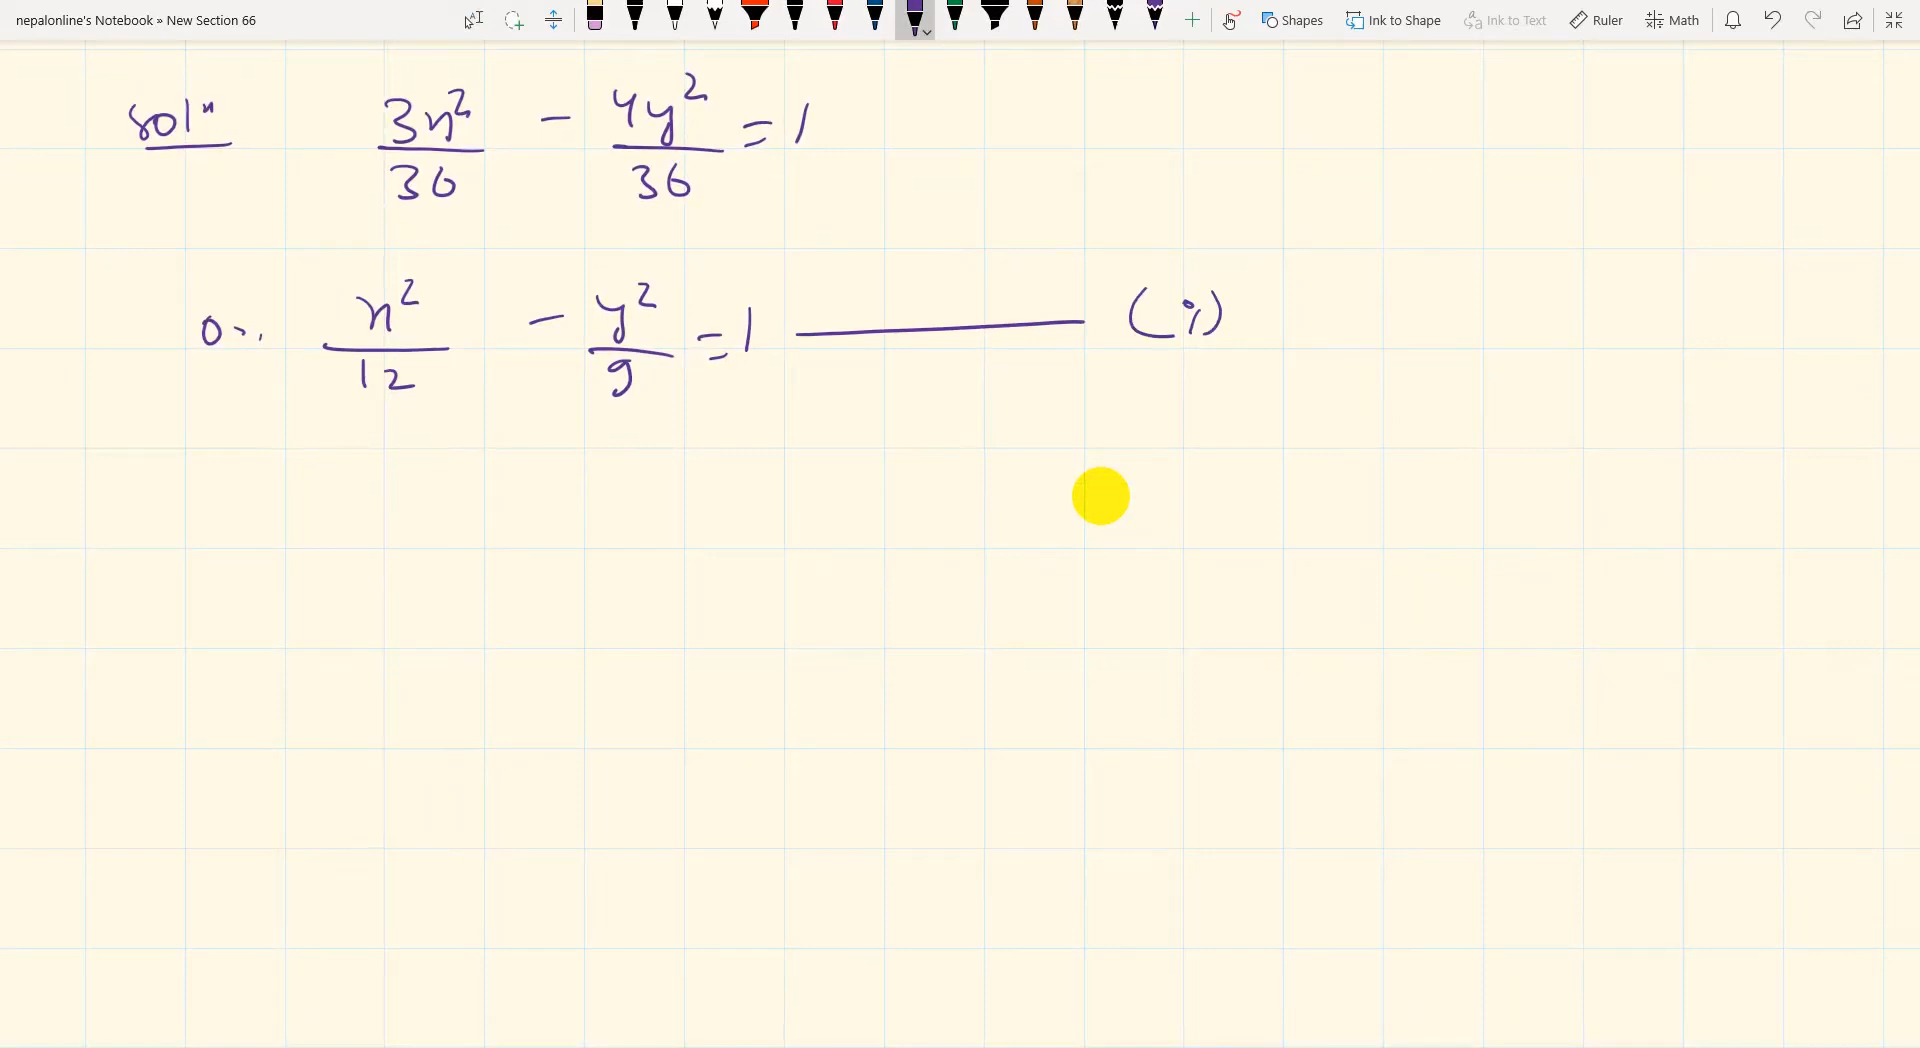 nepalonline's Notebook » New Section 66
Shapes Ink to Shape Ink to Text Ruler Math
solⁿ 3x²/36 - 4y²/36 = 1
or, x²/12 - y²/9 = 1 ——— (i)